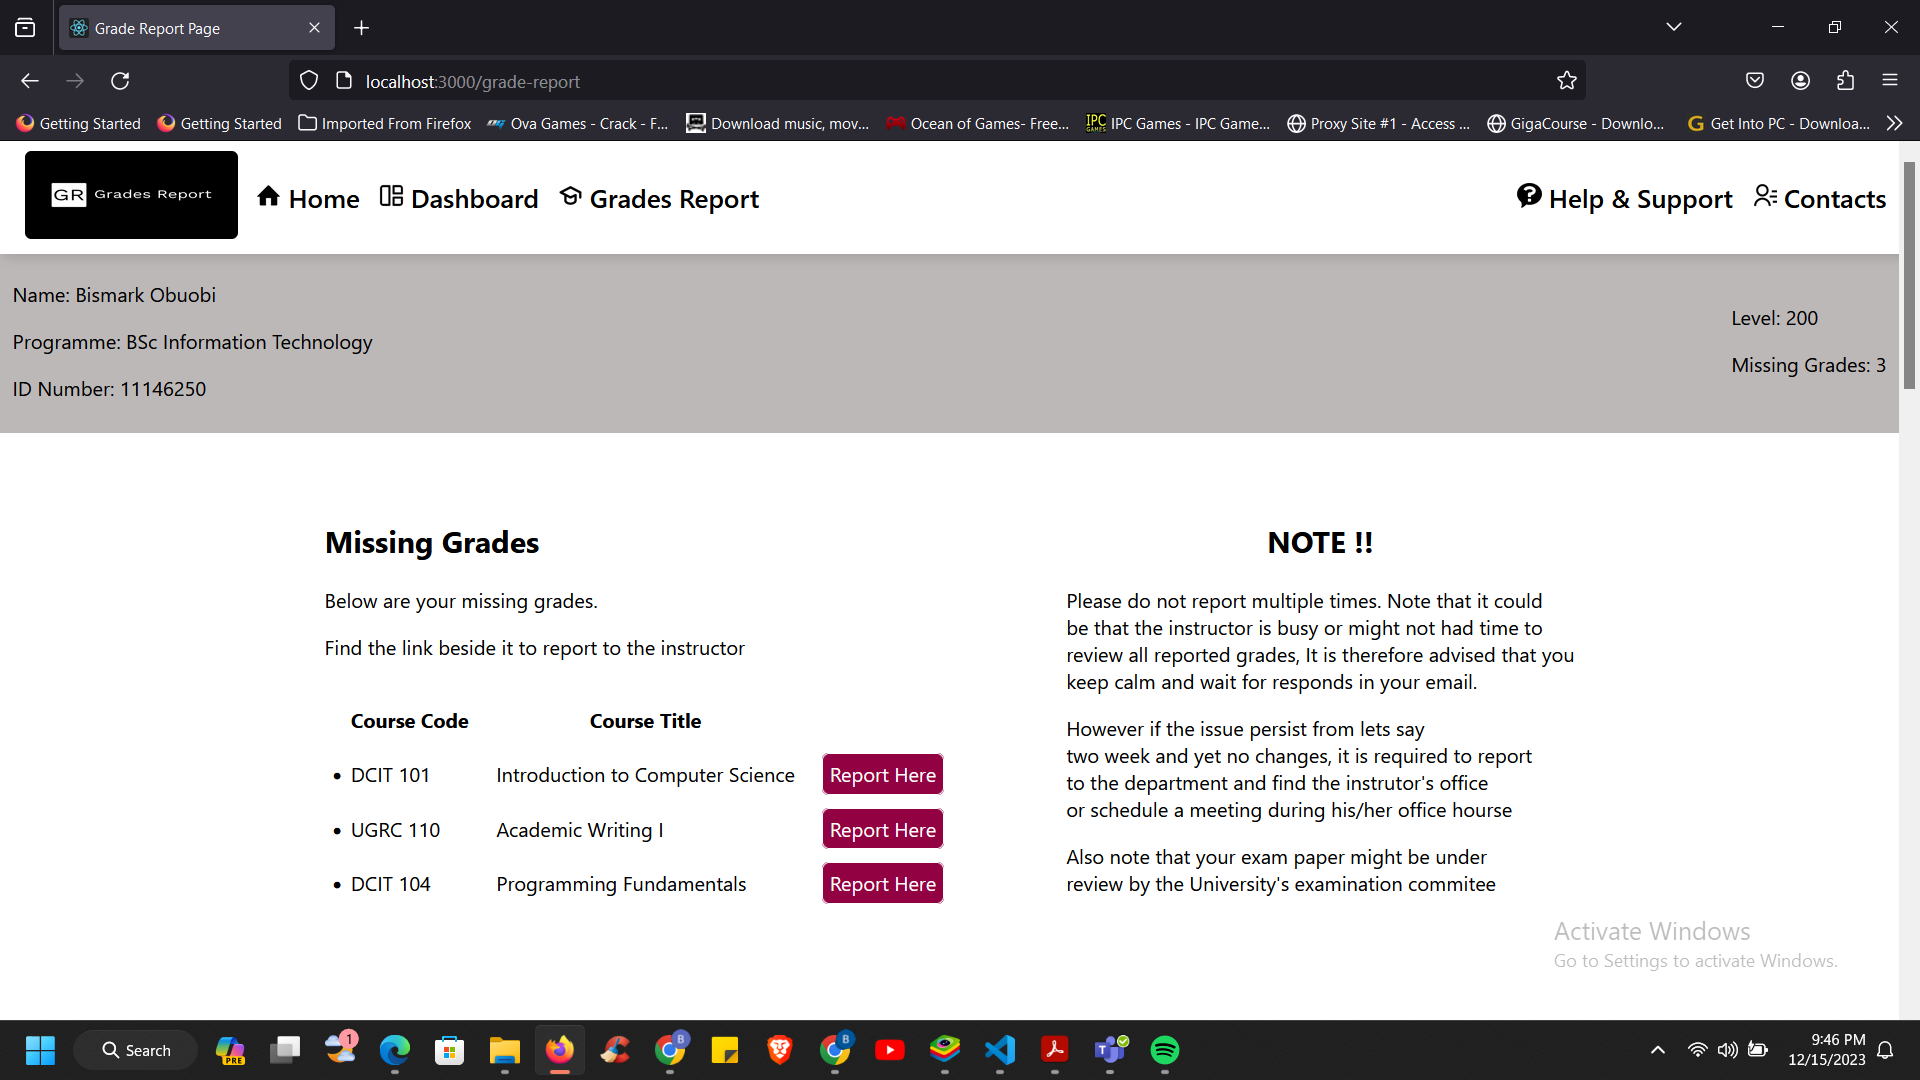 Grade Report Page
localhost:3000/grade-report
Getting Started
Getting Started
Imported From Firefox
Ova Games - Crack - F...
Download music, mov...
Ocean of Games- Free...
IPC GAMES
IPC Games - IPC Game...
Proxy Site #1 - Access ...
GigaCourse - Downlo...
Get Into PC - Downloa...
GR Grades Report
Home
Dashboard
Grades Report
Help & Support
Contacts
Name: Bismark Obuobi
Programme: BSc Information Technology
ID Number: 11146250
Level: 200
Missing Grades: 3
Missing Grades
Below are your missing grades.
Find the link beside it to report to the instructor
Course Code Course Title
• DCIT 101 Introduction to Computer Science Report Here
• UGRC 110 Academic Writing I Report Here
• DCIT 104 Programming Fundamentals Report Here
NOTE !!
Please do not report multiple times. Note that it could
be that the instructor is busy or might not had time to
review all reported grades, It is therefore advised that you
keep calm and wait for responds in your email.
However if the issue persist from lets say
two week and yet no changes, it is required to report
to the department and find the instrutor's office
or schedule a meeting during his/her office hourse
Also note that your exam paper might be under
review by the University's examination commitee
Activate Windows
Go to Settings to activate Windows.
Search
PRE
1
B
B
9:46 PM
12/15/2023